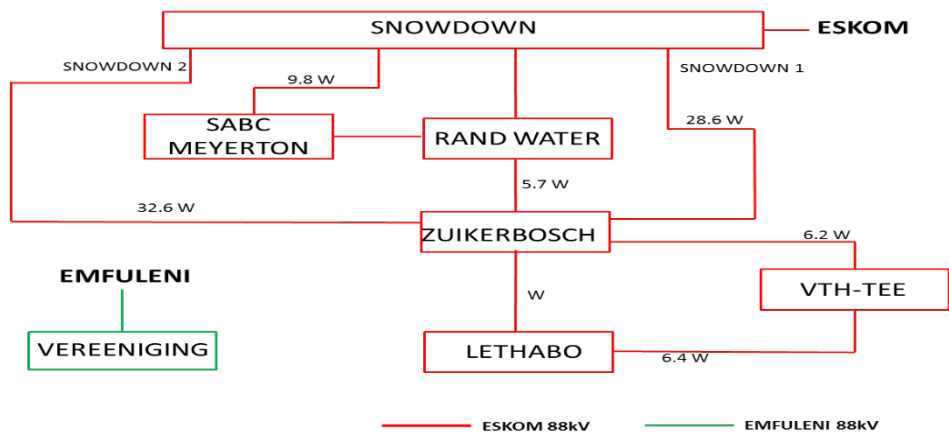 SNOWDOWN
ESKOM
SNOWDOWN 2
9.8 W
SNOWDOWN 1
SABC
MEYERTON
RAND WATER
28.6 W
5.7 W
32.6 W
ZUIKERBOSCH
6.2 W
EMFULENI
VTH-TEE
W
VEREENIGING
LETHABO
6.4 W
ESKOM 88kV
EMFULENI 88kV